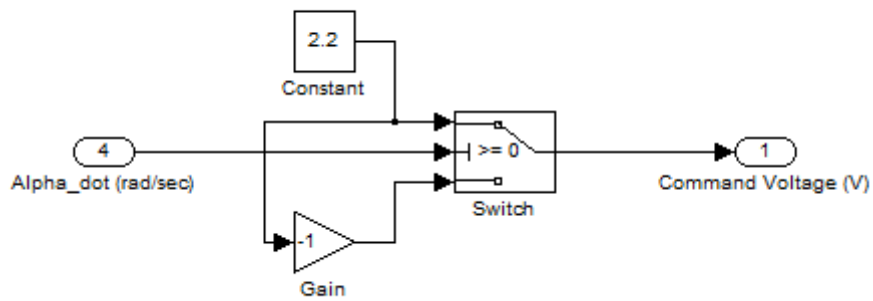 2.2
Constant
4
Alpha_dot (rad/sec)
>= 0
Switch
1
Command Voltage (V)
-1
Gain